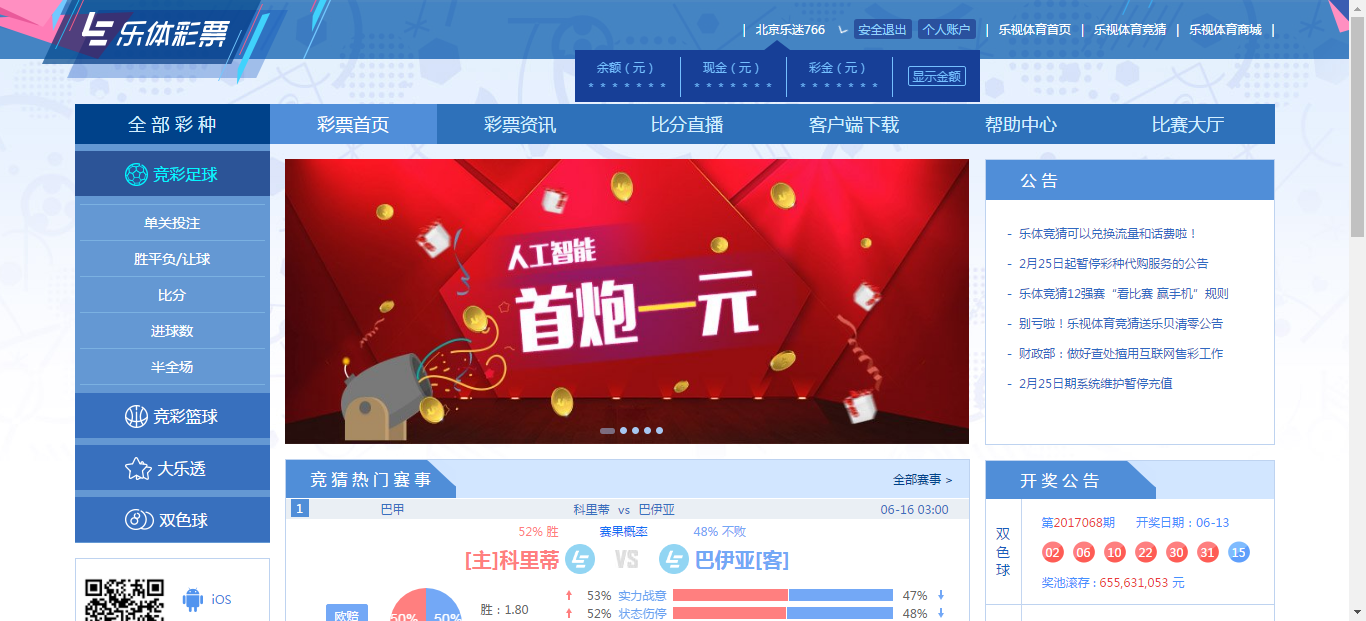 乐体彩票
| 北京乐迷766 安全退出 个人账户 | 乐视体育首页 | 乐视体育竞猜 | 乐视体育商城 |
余额（元） 现金（元） 彩金（元） 显示金额
* * * * * * * * * * * * * * * * * * * * *
全部彩种 彩票首页 彩票资讯 比分直播 客户端下载 帮助中心 比赛大厅
竞彩足球
单关投注
胜平负/让球
比分
进球数
半全场
竞彩篮球
大乐透
双色球
iOS
人工智能
首炮一元
公告
- 乐体竞猜可以兑换流量和话费啦！
- 2月25日起暂停彩种代购服务的公告
- 乐体竞猜12强赛“看比赛 赢手机”规则
- 别亏啦！乐视体育竞猜送乐贝清零公告
- 财政部：做好查处擅用互联网售彩工作
- 2月25日期系统维护暂停充值
竞猜热门赛事 全部赛事 >
1 巴甲 科里蒂 vs 巴伊亚 06-16 03:00
52% 胜 赛果概率 48% 不败
[主]科里蒂 VS 巴伊亚[客]
欧赔 50% 50% 胜：1.80
53% 实力战意 47%
52% 状态伤停 48%
开奖公告
双色球
第2017068期 开奖日期：06-13
02 06 10 22 30 31 15
奖池滚存：655,631,053 元